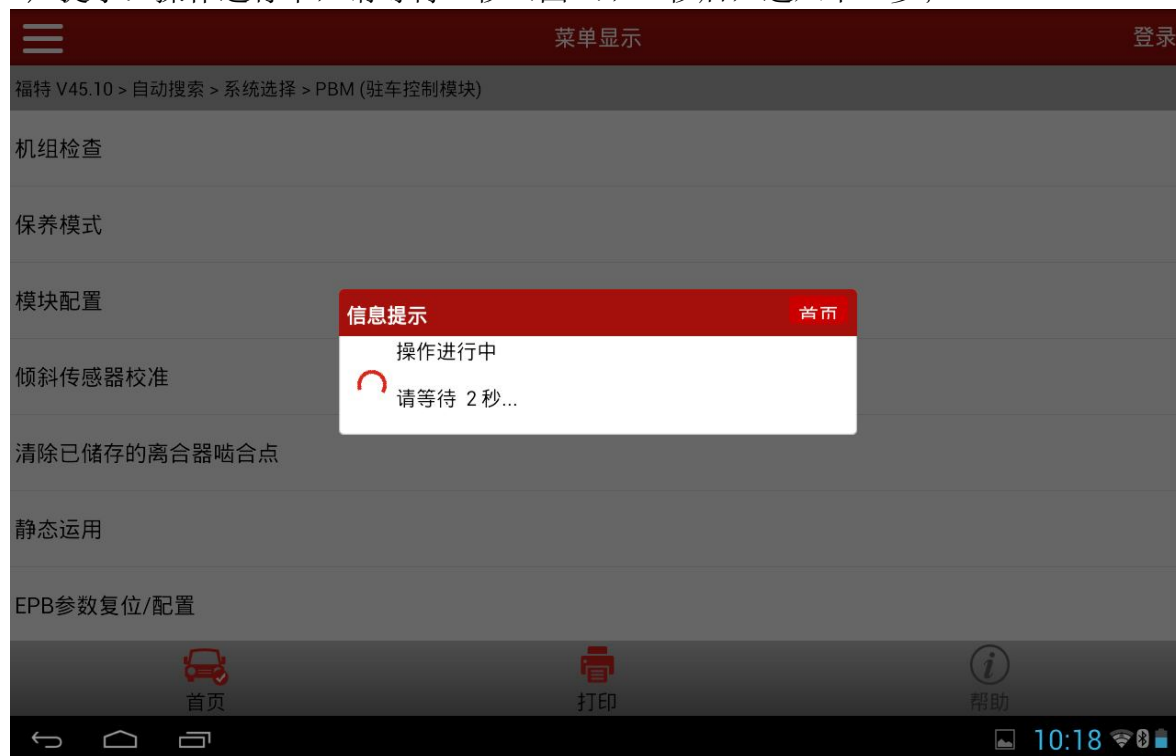 菜单显示
登录
福特 V45.10 > 自动搜索 > 系统选择 > PBM (驻车控制模块)
机组检查
保养模式
模块配置
信息提示
首页
操作进行中
请等待 2 秒...
倾斜传感器校准
清除已储存的离合器啮合点
静态运用
EPB参数复位/配置
首页
打印
帮助
10:18